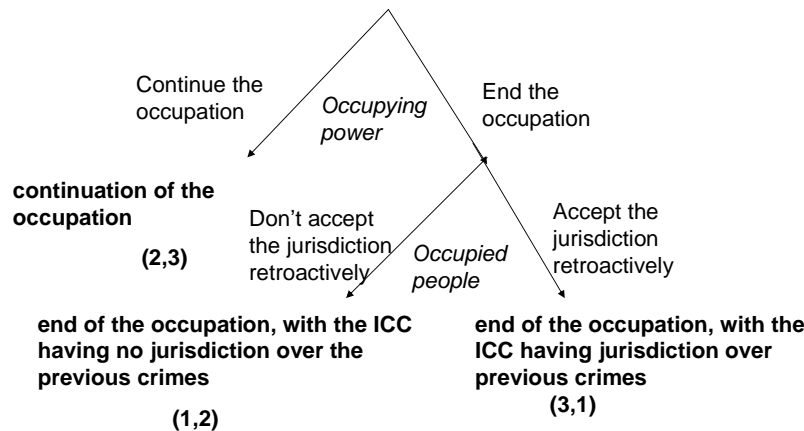 Continue the
occupation
Occupying
power
End the
occupation
continuation of the
occupation
(2,3)
Don't accept
the jurisdiction
retroactively
Occupied
people
Accept the
jurisdiction
retroactively
end of the occupation, with the ICC
having no jurisdiction over the
previous crimes
(1,2)
end of the occupation, with the
ICC having jurisdiction over
previous crimes
(3,1)